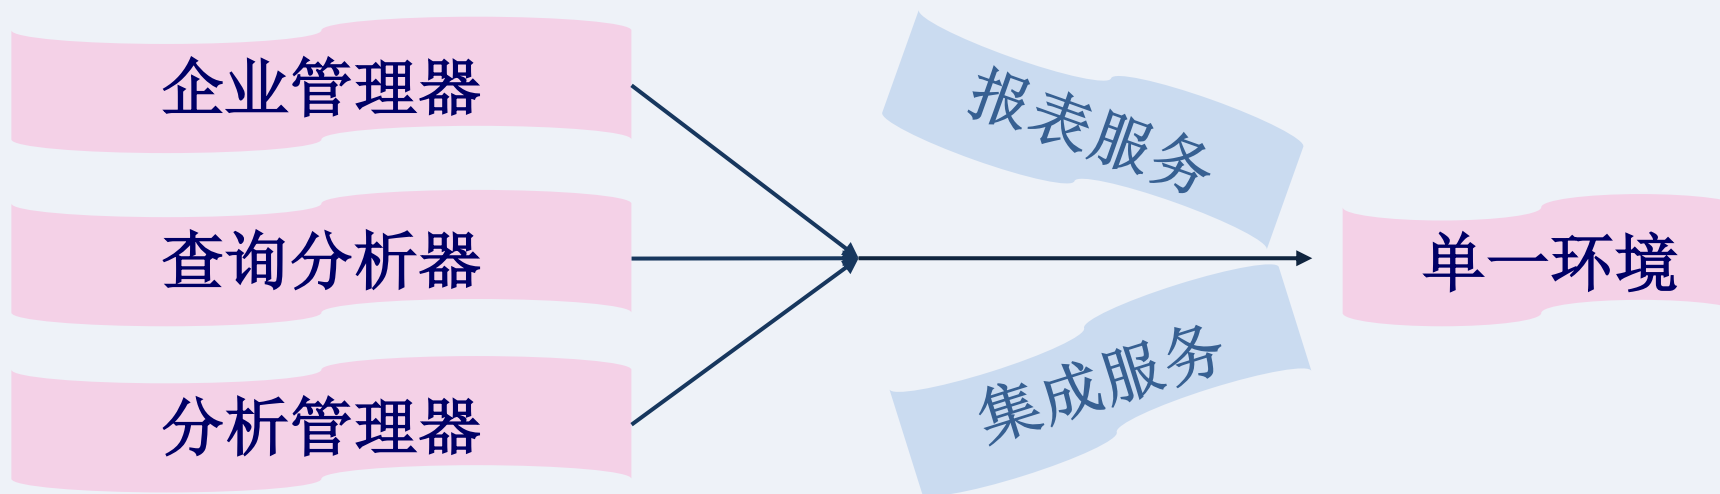 企业管理器
查询分析器
分析管理器
报表服务
集成服务
单一环境